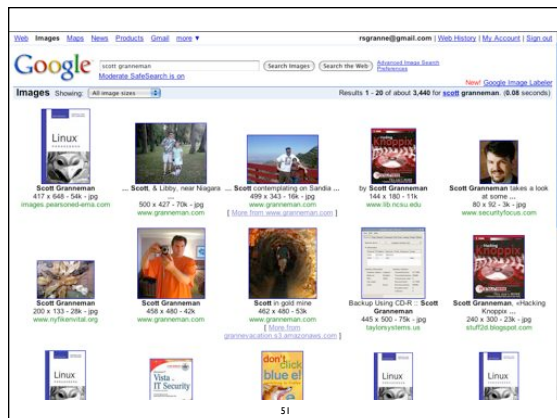 Web Images Maps News Products Gmail more ▼
rsgranne@gmail.com | Web History | My Account | Sign out
Google
scott granneman
Search Images
Search the Web
Advanced Image Search
Preferences
Moderate SafeSearch is on
New! Google Image Labeler
Images Showing: All image sizes
Results 1 - 20 of about 3,440 for scott granneman. (0.08 seconds)
Linux
Hacking
Knoppix
Scott Granneman
417 x 648 - 54k - jpg
images.pearsoned-ema.com
... Scott, & Libby, near Niagara
...
500 x 427 - 70k - jpg
www.granneman.com
Scott contemplating on Sandia ...
499 x 343 - 16k - jpg
www.granneman.com
[ More from www.granneman.com ]
by Scott Granneman
144 x 180 - 11k
www.lib.ncsu.edu
Scott Granneman takes a look
at some ...
80 x 92 - 3k - jpg
www.securityfocus.com
Hacking
Knoppix
Scott Granneman
200 x 133 - 28k - jpg
www.nyfikenvital.org
Scott Granneman
458 x 480 - 42k
www.granneman.com
Scott in gold mine
462 x 480 - 53k
www.granneman.com
[ More from
grannevacation.s3.amazonaws.com ]
Backup Using CD-R :: Scott
Granneman
445 x 500 - 75k - jpg
taylorsystems.us
Scott Granneman, «Hacking
Knoppix ...
240 x 300 - 23k - jpg
stuff2d.blogspot.com
Linux
Vista
IT Security
don't
click
blue e!
Linux
Linux
51